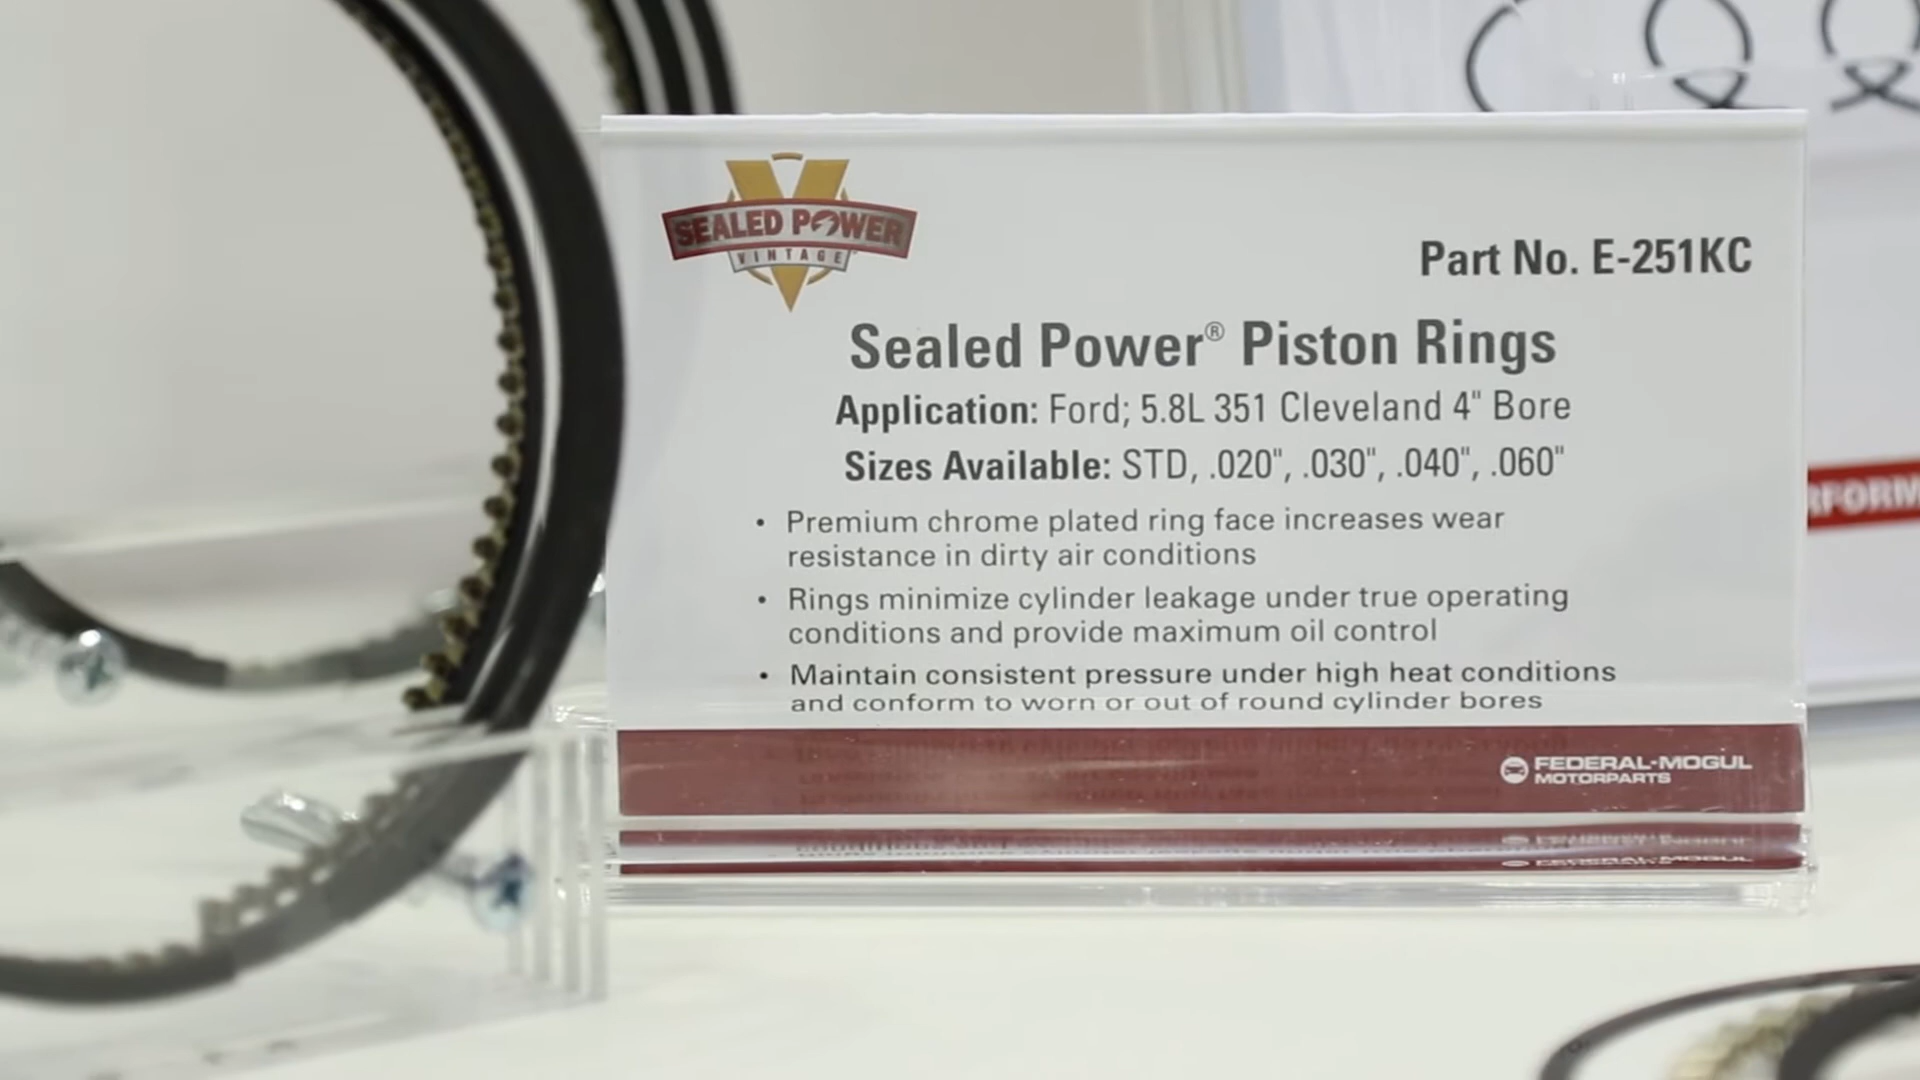 SEALED POWER
VINTAGE
Part No. E-251KC
Sealed Power® Piston Rings
Application: Ford; 5.8L 351 Cleveland 4" Bore
Sizes Available: STD, .020", .030", .040", .060"
• Premium chrome plated ring face increases wear
resistance in dirty air conditions
• Rings minimize cylinder leakage under true operating
conditions and provide maximum oil control
• Maintain consistent pressure under high heat conditions
and conform to worn or out of round cylinder bores
FEDERAL-MOGUL
MOTORPARTS
FEDERAL-MOGUL